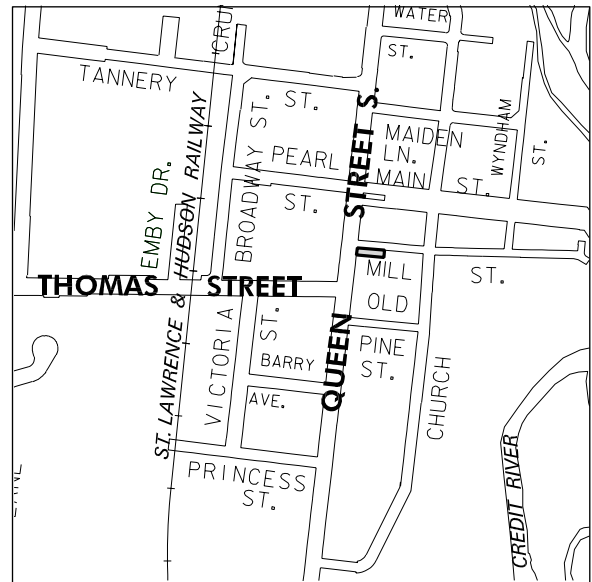 WATER
ST.
CRU
TANNERY
ST.
BROADWAY ST.
PEARL
ST.
MAIDEN
LN.
MAIN
ST.
WYNDHAM
ST.
EMBY DR.
ST. LAWRENCE & HUDSON RAILWAY
QUEEN STREET S.
THOMAS STREET
MILL
ST.
OLD
VICTORIA
ST.
BARRY
AVE.
PINE
ST.
CHURCH
PRINCESS
ST.
CREDIT RIVER